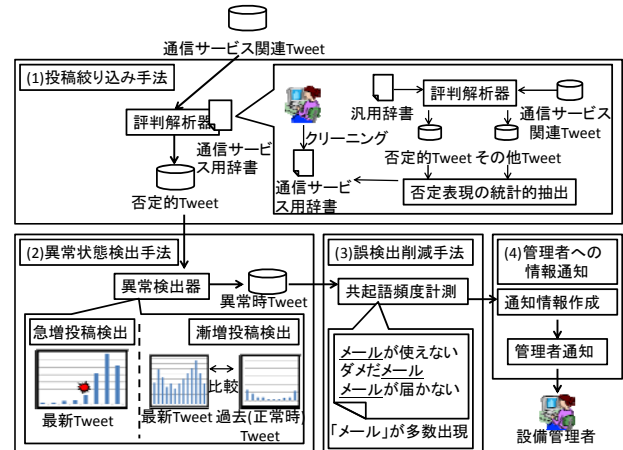 通信サービス関連Tweet
(1)投稿絞り込み手法
評判解析器
通信サービ
ス用辞書
否定的Tweet
汎用辞書
評判解析器
通信サービス
関連Tweet
クリーニング
否定的Tweet
その他Tweet
通信サービ
ス用辞書
否定表現の統計的抽出
(2)異常状態検出手法
異常検出器
異常時Tweet
急増投稿検出
漸増投稿検出
比較
最新Tweet
最新Tweet
過去(正常時)
Tweet
(3)誤検出削減手法
共起語頻度計測
メールが使えない
ダメだメール
メールが届かない
「メール」が多数出現
(4)管理者への
情報通知
通知情報作成
管理者通知
設備管理者